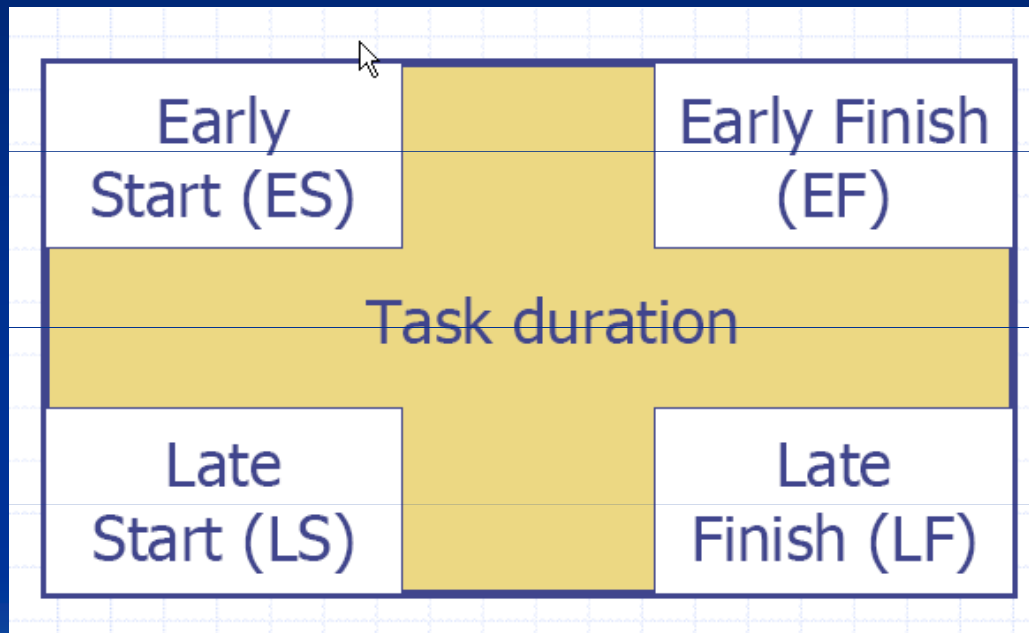 Early
Start (ES)
Early Finish
(EF)
Task duration
Late
Start (LS)
Late
Finish (LF)